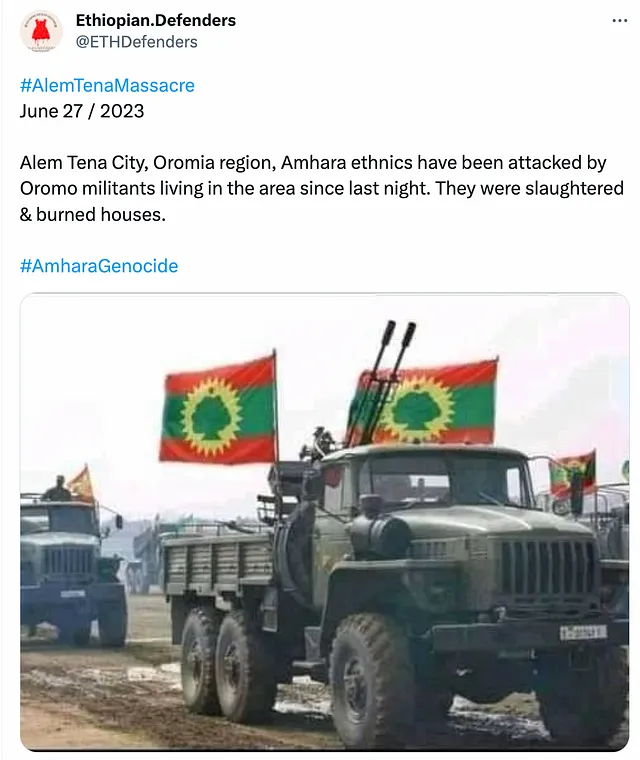 Ethiopian.Defenders
@ETHDefenders
#AlemTenaMassacre
June 27 / 2023
Alem Tena City, Oromia region, Amhara ethnics have been attacked by
Oromo militants living in the area since last night. They were slaughtered
& burned houses.
#AmharaGenocide